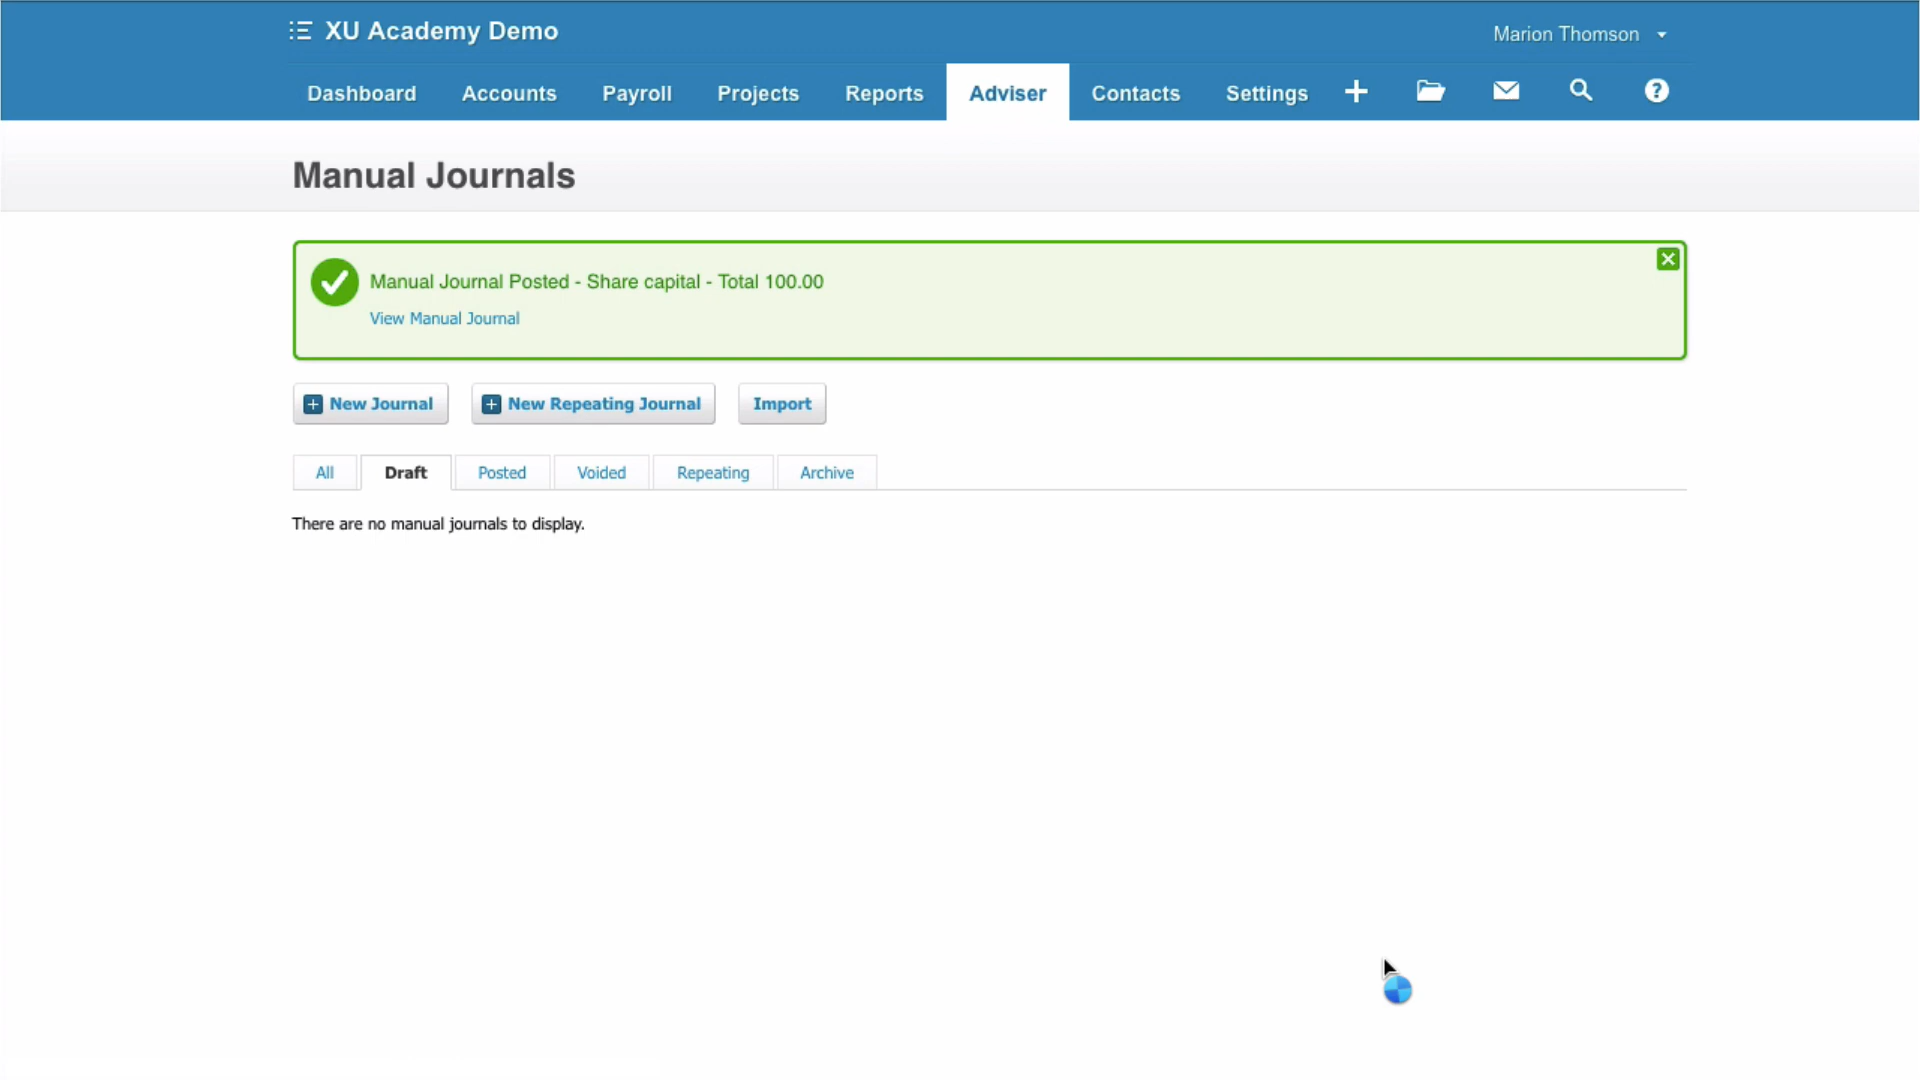 XU Academy Demo
Marion Thomson
Dashboard Accounts Payroll Projects Reports Adviser Contacts Settings
Manual Journals
Manual Journal Posted - Share capital - Total 100.00
View Manual Journal
New Journal New Repeating Journal Import
All Draft Posted Voided Repeating Archive
There are no manual journals to display.